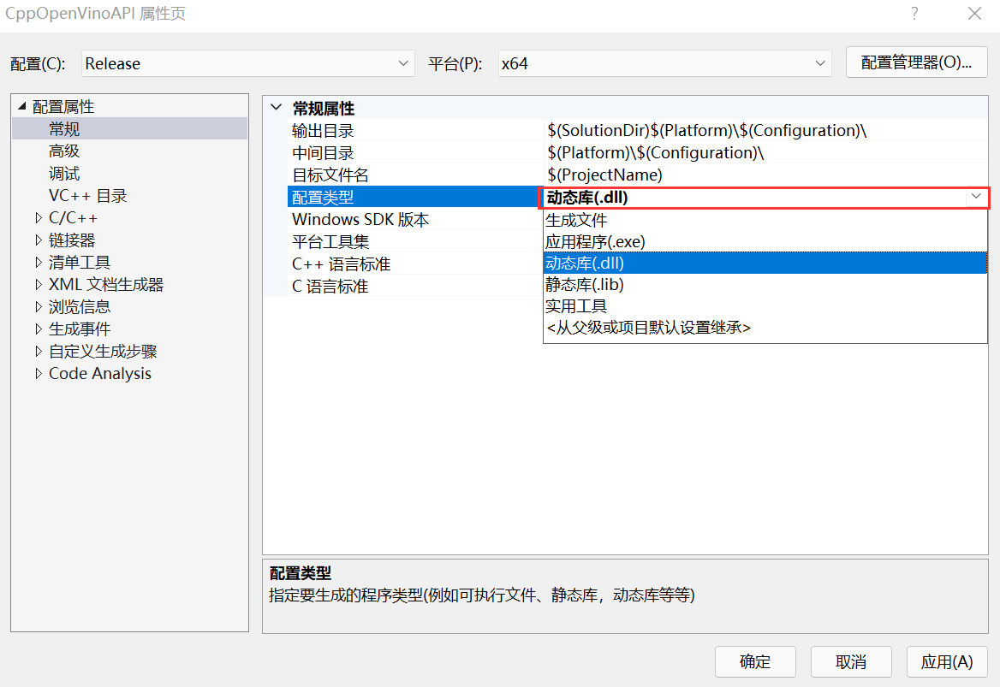 CppOpenVinoAPI 属性页
配置(C): Release 平台(P): x64 配置管理器(O)...
配置属性
常规
高级
调试
VC++ 目录
C/C++
链接器
清单工具
XML 文档生成器
浏览信息
生成事件
自定义生成步骤
Code Analysis
常规属性
输出目录 $(SolutionDir)$(Platform)\$(Configuration)\
中间目录 $(Platform)\$(Configuration)\
目标文件名 $(ProjectName)
配置类型 动态库(.dll)
Windows SDK 版本
平台工具集
C++ 语言标准
C 语言标准
生成文件
应用程序(.exe)
动态库(.dll)
静态库(.lib)
实用工具
<从父级或项目默认设置继承>
配置类型
指定要生成的程序类型(例如可执行文件、静态库，动态库等等)
确定 取消 应用(A)